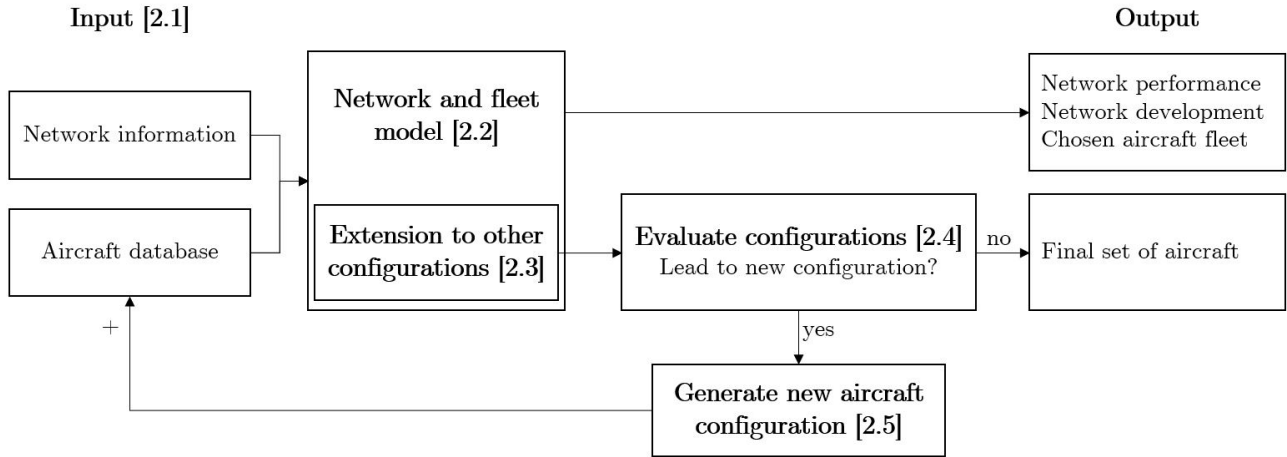 Input [2.1]
Output
Network information
Aircraft database
Network and fleet
model [2.2]
Extension to other
configurations [2.3]
Network performance
Network development
Chosen aircraft fleet
Evaluate configurations [2.4]
Lead to new configuration?
no
Final set of aircraft
yes
+
Generate new aircraft
configuration [2.5]